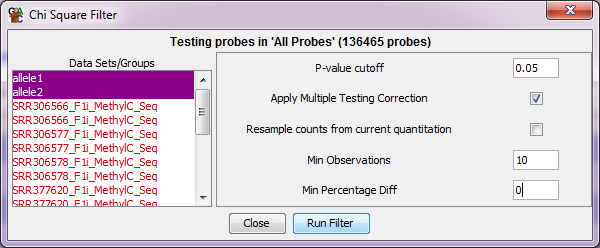 Chi Square Filter
Testing probes in 'All Probes' (136465 probes)
Data Sets/Groups
allele1
allele2
SRR306566_F1i_MethylC_Seq
SRR306566_F1i_MethylC_Seq
SRR306577_F1i_MethylC_Seq
SRR306577_F1i_MethylC_Seq
SRR306578_F1i_MethylC_Seq
SRR306578_F1i_MethylC_Seq
SRR377620_F1i_MethylC_Seq
SRR377620_F1i_MethylC_Seq
P-value cutoff 0.05
Apply Multiple Testing Correction
Resample counts from current quantitation
Min Observations 10
Min Percentage Diff 0
Close Run Filter